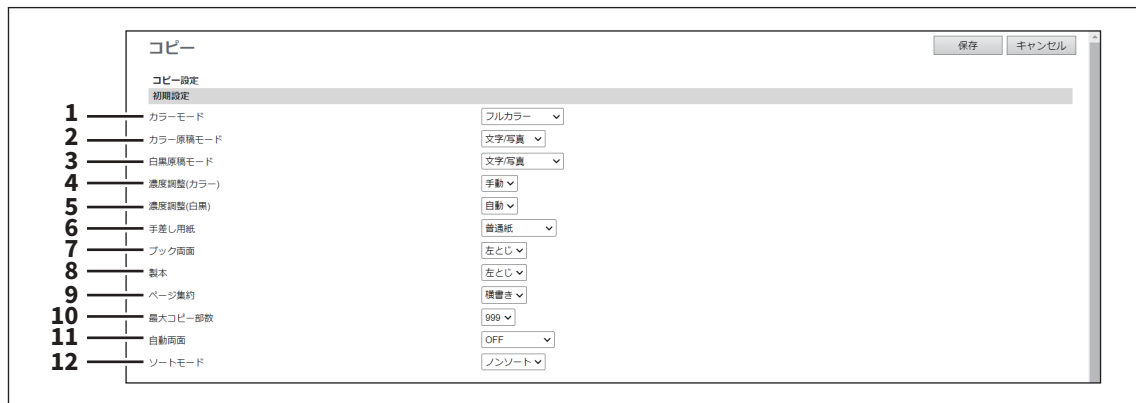 コピー 保存 キャンセル
コピー設定
初期設定
1 カラーモード フルカラー
2 カラー原稿モード 文字/写真
3 白黒原稿モード 文字/写真
4 濃度調整(カラー) 手動
5 濃度調整(白黒) 自動
6 手差し用紙 普通紙
7 ブック両面 左とじ
8 製本 左とじ
9 ページ集約 横書き
10 最大コピー部数 999
11 自動両面 OFF
12 ソートモード ノンソート